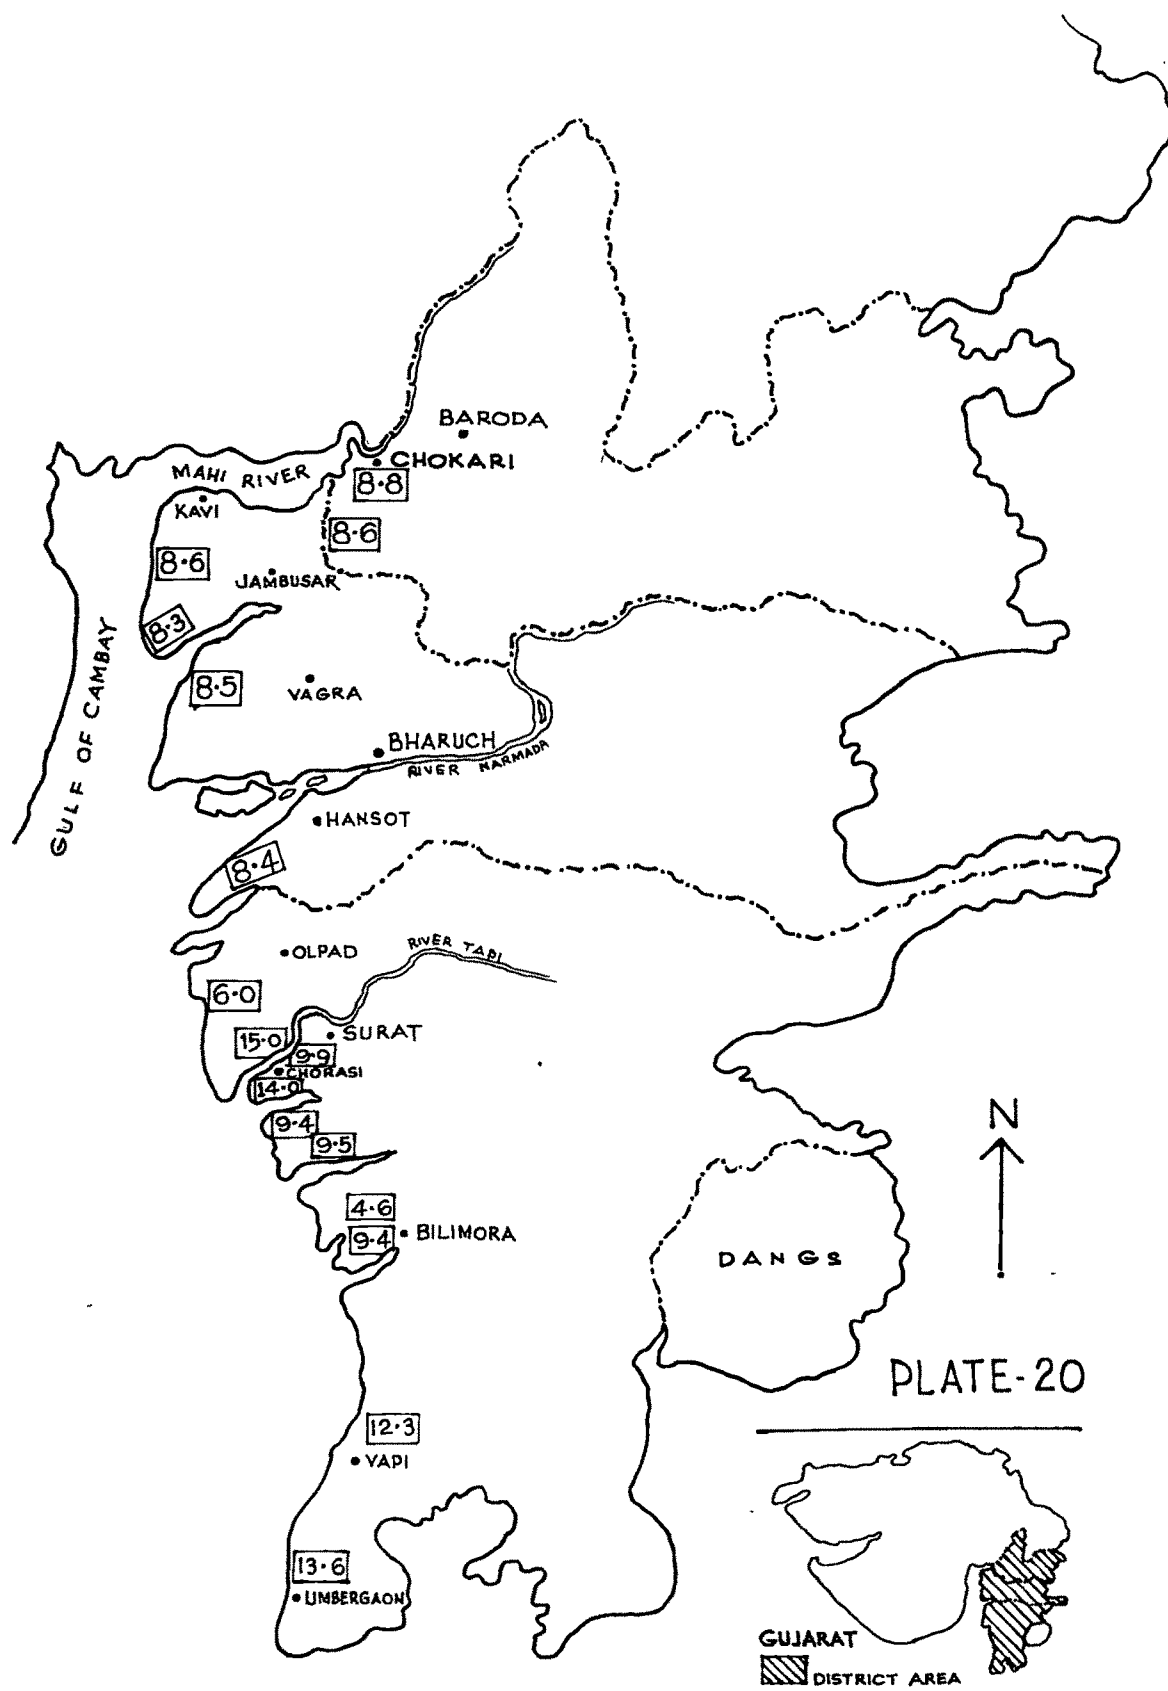 BARODA
CHOKARI
MAHI RIVER
8.8
KAVI
8.6
8.6
JAMBUSAR
8.3
GULF OF CAMBAY
8.5
VAGRA
BHARUCH
RIVER NARMADA
HANSOT
8.4
OLPAD
RIVER TAPI
6.0
15.0
SURAT
9.9
CHORASI
14.0
9.4
9.5
N
4.6
9.4
BILIMORA
DANGS
PLATE-20
12.3
VAPI
13.6
UMBERGAON
GUJARAT
DISTRICT AREA